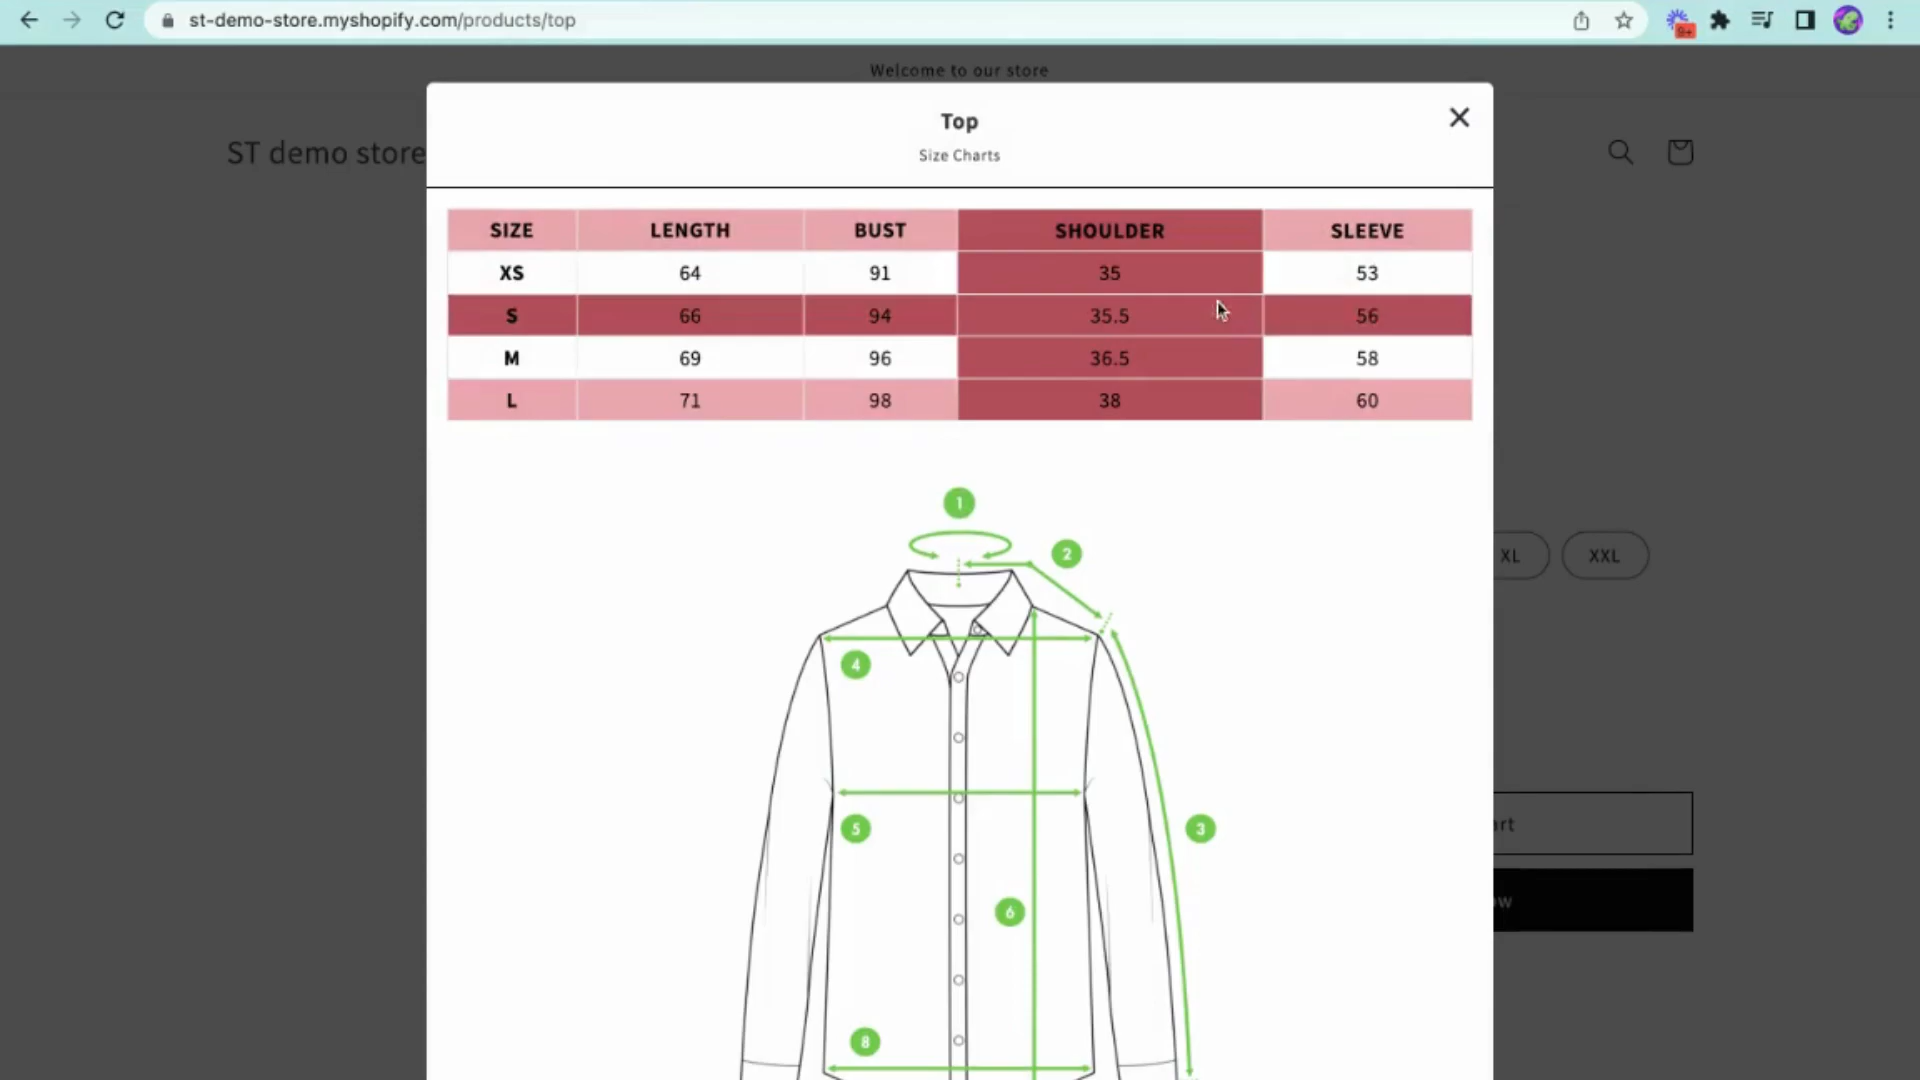 st-demo-store.myshopify.com/products/top
9+
Welcome to our store
ST demo store
Top
Size Charts
SIZE LENGTH BUST SHOULDER SLEEVE
XS 64 91 35 53
S 66 94 35.5 56
M 69 96 36.5 58
L 71 98 38 60
1
2
XL XXL
4
3
5
6
8